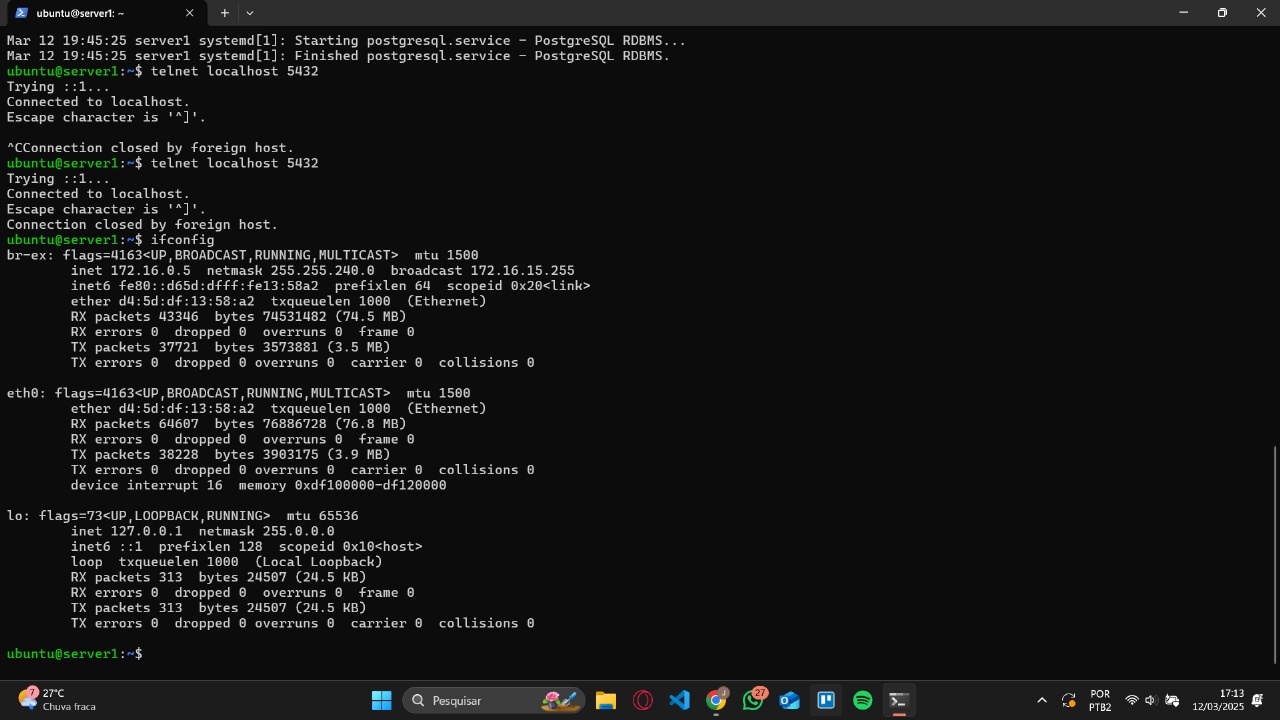 ubuntu@server1: ~
Mar 12 19:45:25 server1 systemd[1]: Starting postgresql.service - PostgreSQL RDBMS...
Mar 12 19:45:25 server1 systemd[1]: Finished postgresql.service - PostgreSQL RDBMS.
ubuntu@server1:~$ telnet localhost 5432
Trying ::1...
Connected to localhost.
Escape character is '^]'.
^CConnection closed by foreign host.
ubuntu@server1:~$ telnet localhost 5432
Trying ::1...
Connected to localhost.
Escape character is '^]'.
Connection closed by foreign host.
ubuntu@server1:~$ ifconfig
br-ex: flags=4163<UP,BROADCAST,RUNNING,MULTICAST>  mtu 1500
        inet 172.16.0.5  netmask 255.255.240.0  broadcast 172.16.15.255
        inet6 fe80::d65d:dfff:fe13:58a2  prefixlen 64  scopeid 0x20<link>
        ether d4:5d:df:13:58:a2  txqueuelen 1000  (Ethernet)
        RX packets 43346  bytes 74531482 (74.5 MB)
        RX errors 0  dropped 0  overruns 0  frame 0
        TX packets 37721  bytes 3573881 (3.5 MB)
        TX errors 0  dropped 0 overruns 0  carrier 0  collisions 0
eth0: flags=4163<UP,BROADCAST,RUNNING,MULTICAST>  mtu 1500
        ether d4:5d:df:13:58:a2  txqueuelen 1000  (Ethernet)
        RX packets 64607  bytes 76886728 (76.8 MB)
        RX errors 0  dropped 0  overruns 0  frame 0
        TX packets 38228  bytes 3903175 (3.9 MB)
        TX errors 0  dropped 0 overruns 0  carrier 0  collisions 0
        device interrupt 16  memory 0xdf100000-df120000
lo: flags=73<UP,LOOPBACK,RUNNING>  mtu 65536
        inet 127.0.0.1  netmask 255.0.0.0
        inet6 ::1  prefixlen 128  scopeid 0x10<host>
        loop  txqueuelen 1000  (Local Loopback)
        RX packets 313  bytes 24507 (24.5 KB)
        RX errors 0  dropped 0  overruns 0  frame 0
        TX packets 313  bytes 24507 (24.5 KB)
        TX errors 0  dropped 0 overruns 0  carrier 0  collisions 0
ubuntu@server1:~$
7
27°C
Chuva fraca
Pesquisar
J
27
POR
PTB2
17:13
12/03/2025